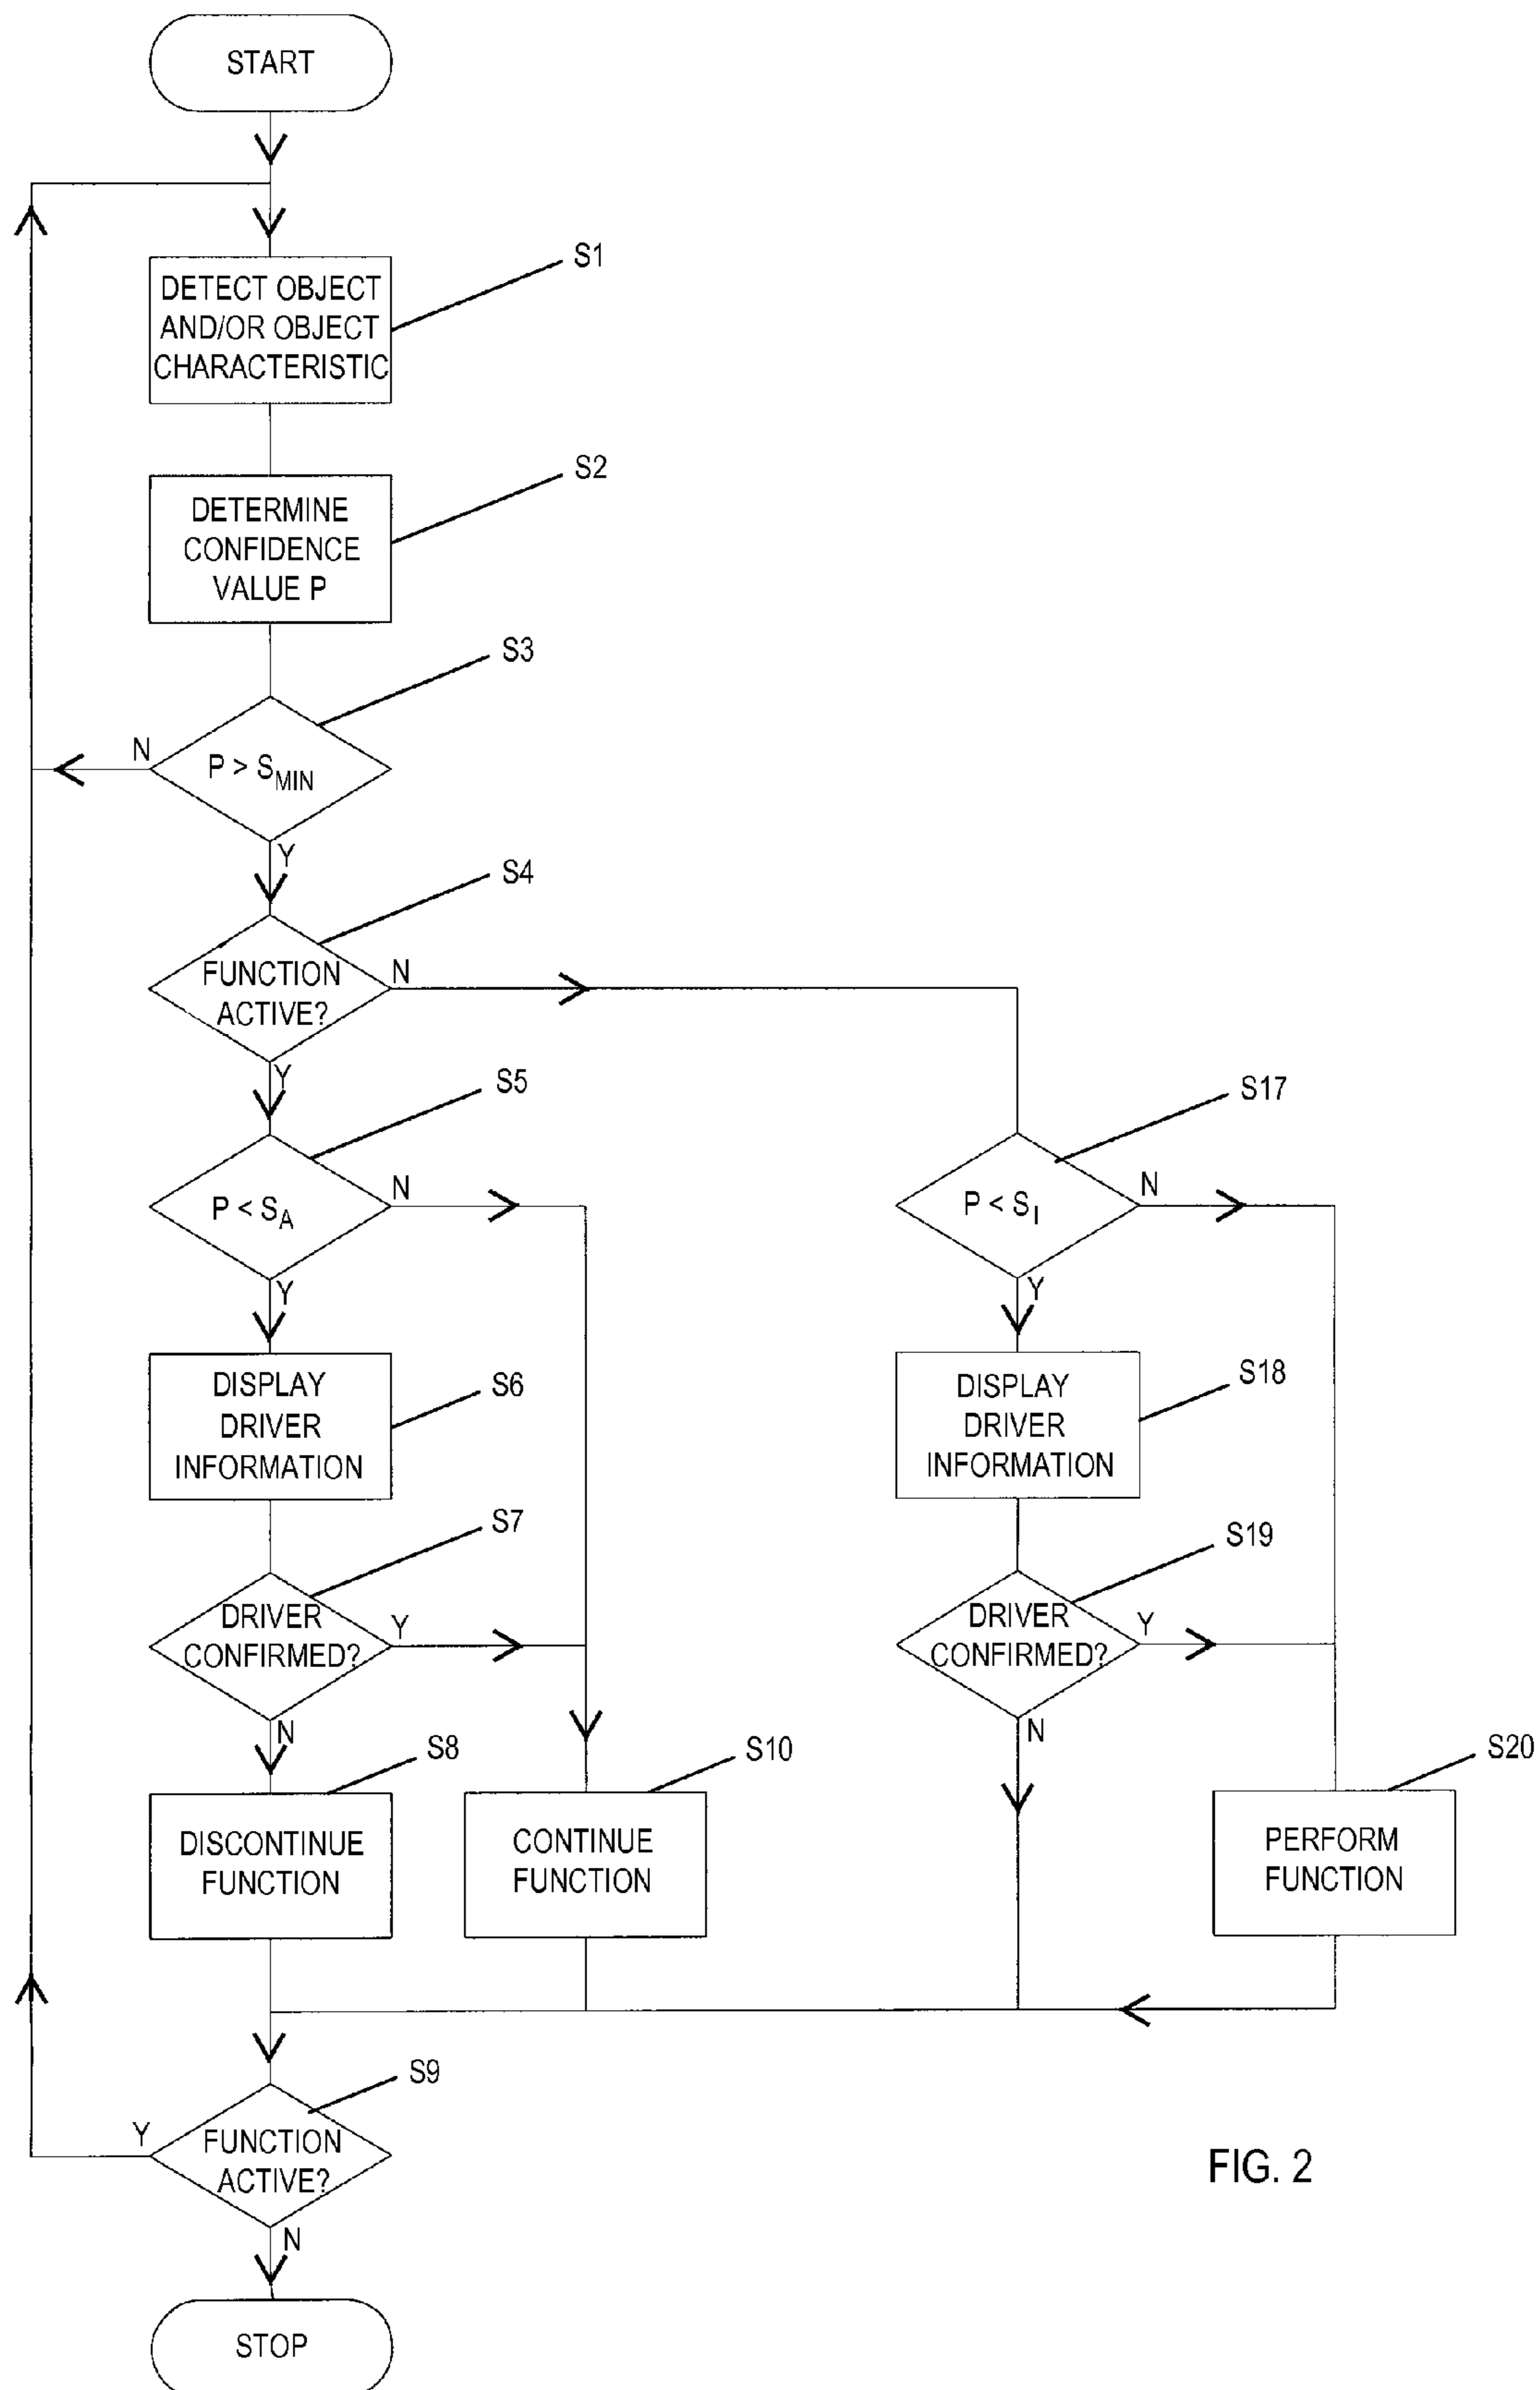 START
DETECT OBJECT
AND/OR OBJECT
CHARACTERISTIC
S1
DETERMINE
CONFIDENCE
VALUE P
S2
S3
P > S_MIN
N
Y
S4
FUNCTION
ACTIVE?
N
Y
S5
P < S_A
N
Y
S17
P < S_I
N
Y
DISPLAY
DRIVER
INFORMATION
S6
DISPLAY
DRIVER
INFORMATION
S18
S7
DRIVER
CONFIRMED?
Y
N
S19
DRIVER
CONFIRMED?
Y
N
S8
DISCONTINUE
FUNCTION
S10
CONTINUE
FUNCTION
S20
PERFORM
FUNCTION
S9
FUNCTION
ACTIVE?
Y
N
STOP
FIG. 2